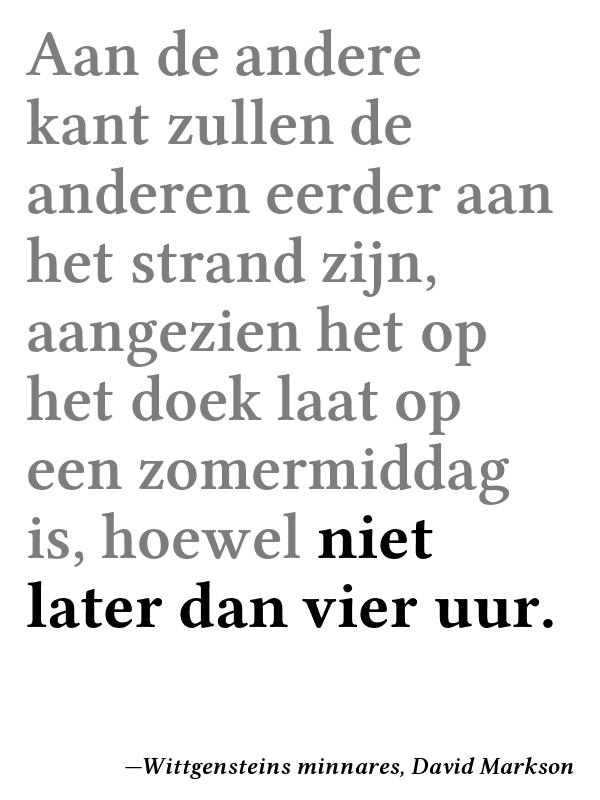 Aan de andere
kant zullen de
anderen eerder aan
het strand zijn,
aangezien het op
het doek laat op
een zomermiddag
is, hoewel niet
later dan vier uur.
—Wittgensteins minnares, David Markson